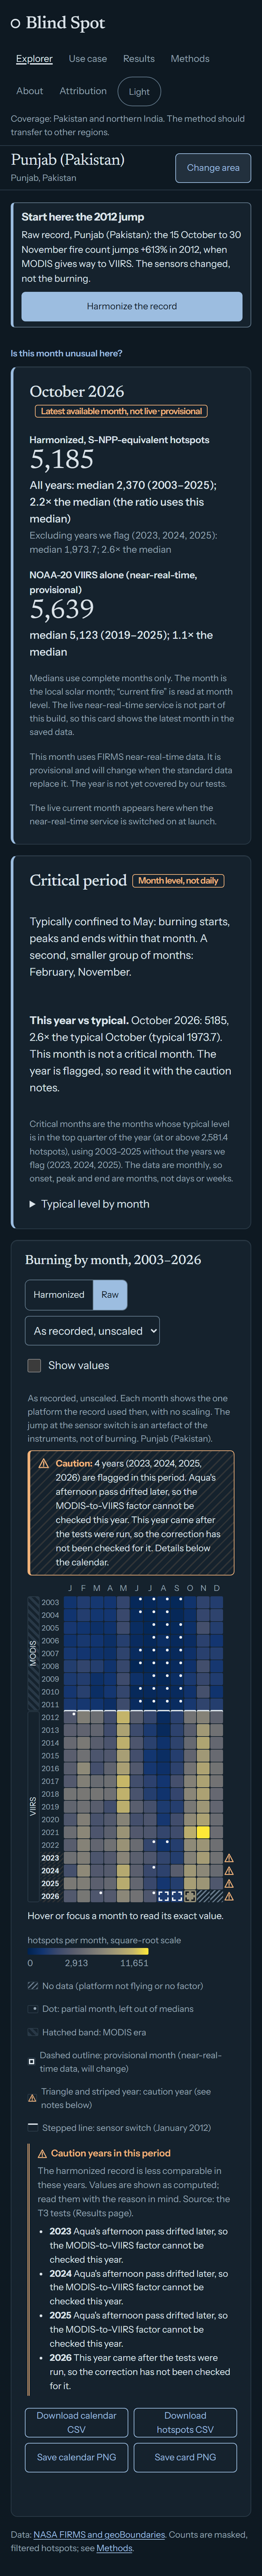 Blind Spot
Explorer Use case Results Methods
About Attribution Light
Coverage: Pakistan and northern India. The method should
transfer to other regions.
Punjab (Pakistan)
Punjab, Pakistan
Change area
Start here: the 2012 jump
Raw record, Punjab (Pakistan): the 15 October to 30
November fire count jumps +613% in 2012, when
MODIS gives way to VIIRS. The sensors changed,
not the burning.
Harmonize the record
Is this month unusual here?
October 2026
Latest available month, not live · provisional
Harmonized, S-NPP-equivalent hotspots
5,185
All years: median 2,370 (2003–2025);
2.2× the median (the ratio uses this
median)
Excluding years we flag (2023, 2024, 2025):
median 1,973.7; 2.6× the median
NOAA-20 VIIRS alone (near-real-time,
provisional)
5,639
median 5,123 (2019–2025); 1.1× the
median
Medians use complete months only. The month is
the local solar month; “current fire” is read at month
level. The live near-real-time service is not part of
this build, so this card shows the latest month in the
saved data.
This month uses FIRMS near-real-time data. It is
provisional and will change when the standard data
replace it. The year is not yet covered by our tests.
The live current month appears here when the
near-real-time service is switched on at launch.
Critical period Month level, not daily
Typically confined to May: burning starts,
peaks and ends within that month. A
second, smaller group of months:
February, November.
This year vs typical. October 2026: 5185,
2.6× the typical October (typical 1973.7).
This month is not a critical month. The
year is flagged, so read it with the caution
notes.
Critical months are the months whose typical level
is in the top quarter of the year (at or above 2,581.4
hotspots), using 2003–2025 without the years we
flag (2023, 2024, 2025). The data are monthly, so
onset, peak and end are months, not days or weeks.
Typical level by month
Burning by month, 2003–2026
Harmonized Raw
As recorded, unscaled
Show values
As recorded, unscaled. Each month shows the one
platform the record used then, with no scaling. The
jump at the sensor switch is an artefact of the
instruments, not of burning. Punjab (Pakistan).
Caution: 4 years (2023, 2024, 2025,
2026) are flagged in this period. Aqua's
afternoon pass drifted later, so the
MODIS-to-VIIRS factor cannot be
checked this year. This year came after
the tests were run, so the correction has
not been checked for it. Details below
the calendar.
J F M A M J J A S O N D
MODIS
2003
2004
2005
2006
2007
2008
2009
2010
2011
VIIRS
2012
2013
2014
2015
2016
2017
2018
2019
2020
2021
2022
2023
2024
2025
2026
Hover or focus a month to read its exact value.
hotspots per month, square-root scale
0 2,913 11,651
No data (platform not flying or no factor)
Dot: partial month, left out of medians
Hatched band: MODIS era
Dashed outline: provisional month (near-real-
time data, will change)
Triangle and striped year: caution year (see
notes below)
Stepped line: sensor switch (January 2012)
Caution years in this period
The harmonized record is less comparable in
these years. Values are shown as computed;
read them with the reason in mind. Source: the
T3 tests (Results page).
• 2023 Aqua's afternoon pass drifted later, so
the MODIS-to-VIIRS factor cannot be
checked this year.
• 2024 Aqua's afternoon pass drifted later, so
the MODIS-to-VIIRS factor cannot be
checked this year.
• 2025 Aqua's afternoon pass drifted later, so
the MODIS-to-VIIRS factor cannot be
checked this year.
• 2026 This year came after the tests were
run, so the correction has not been checked
for it.
Download calendar
CSV
Download
hotspots CSV
Save calendar PNG
Save card PNG
Data: NASA FIRMS and geoBoundaries. Counts are masked,
filtered hotspots; see Methods.